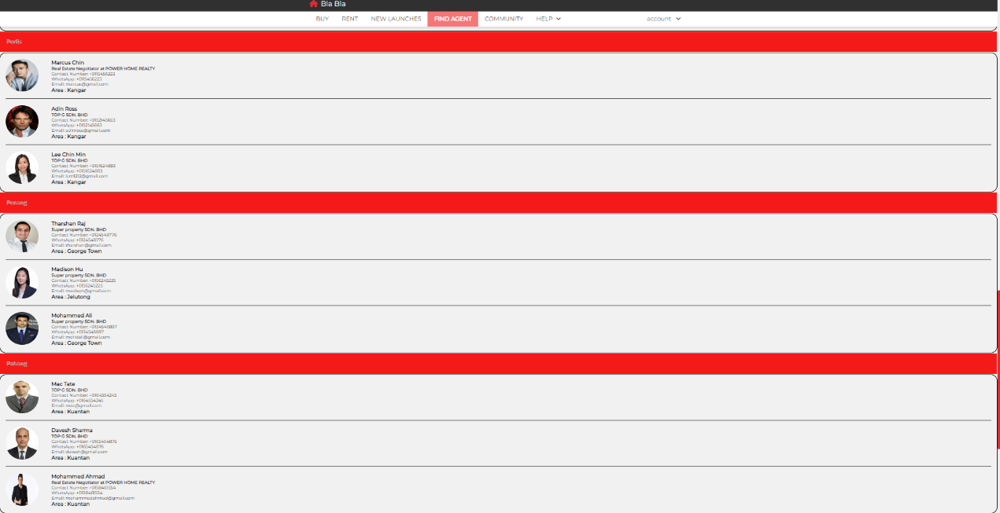 Bla Bla
BUY RENT NEW LAUNCHES FIND AGENT COMMUNITY HELP account
Perlis
Marcus Chin
Real Estate Negotiator at POWER HOME REALTY
Contact Number: +0115456223
WhatsApp: +0115456223
Email: marcus@gmail.com
Area : Kangar
Adin Ross
TOP G SDN. BHD
Contact Number: +0152145663
WhatsApp: +0152145663
Email: adinross@gmail.com
Area : Kangar
Lee Chin Min
TOP G SDN. BHD
Contact Number: +0151624883
WhatsApp: +0151624883
Email: lcm1212@gmail.com
Area : Kangar
Penang
Tharshan Raj
Super property SDN. BHD
Contact Number: +0124548776
WhatsApp: +0124548776
Email: tharshan@gmail.com
Area : George Town
Madison Hu
Super property SDN. BHD
Contact Number: +0156245225
WhatsApp: +0156245225
Email: madison@gmail.com
Area : Jelutong
Mohammed Ali
Super property SDN. BHD
Contact Number: +0134546887
WhatsApp: +0134546887
Email: mohdali@gmail.com
Area : George Town
Pahang
Mac Tate
TOP G SDN. BHD
Contact Number: +0164554245
WhatsApp: +0164554245
Email: mac@gmail.com
Area : Kuantan
Davesh Sharma
TOP G SDN. BHD
Contact Number: +0165454876
WhatsApp: +0165454876
Email: davesh@gmail.com
Area : Kuantan
Mohammed Ahmad
Real Estate Negotiator at POWER HOME REALTY
Contact Number: +0158461554
WhatsApp: +0158461554
Email: mohammedahmad@gmail.com
Area : Kuantan